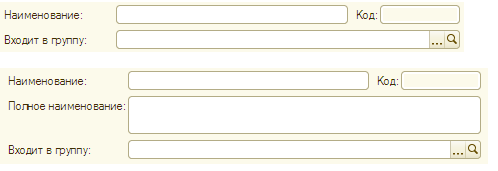 Наименование: Код:
Входит в группу: ...
Наименование: Код:
Полное наименование:
Входит в группу: ...